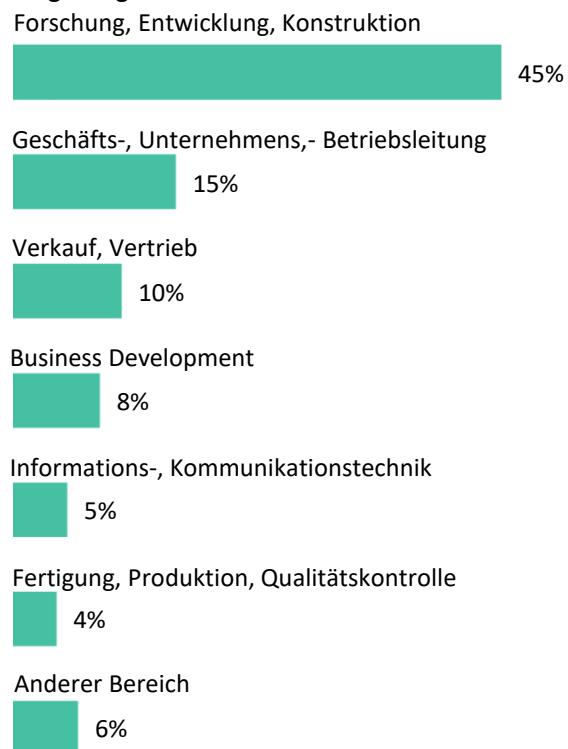 Forschung, Entwicklung, Konstruktion
45%
Geschäfts-, Unternehmens,- Betriebsleitung
15%
Verkauf, Vertrieb
10%
Business Development
8%
Informations-, Kommunikationstechnik
5%
Fertigung, Produktion, Qualitätskontrolle
4%
Anderer Bereich
6%